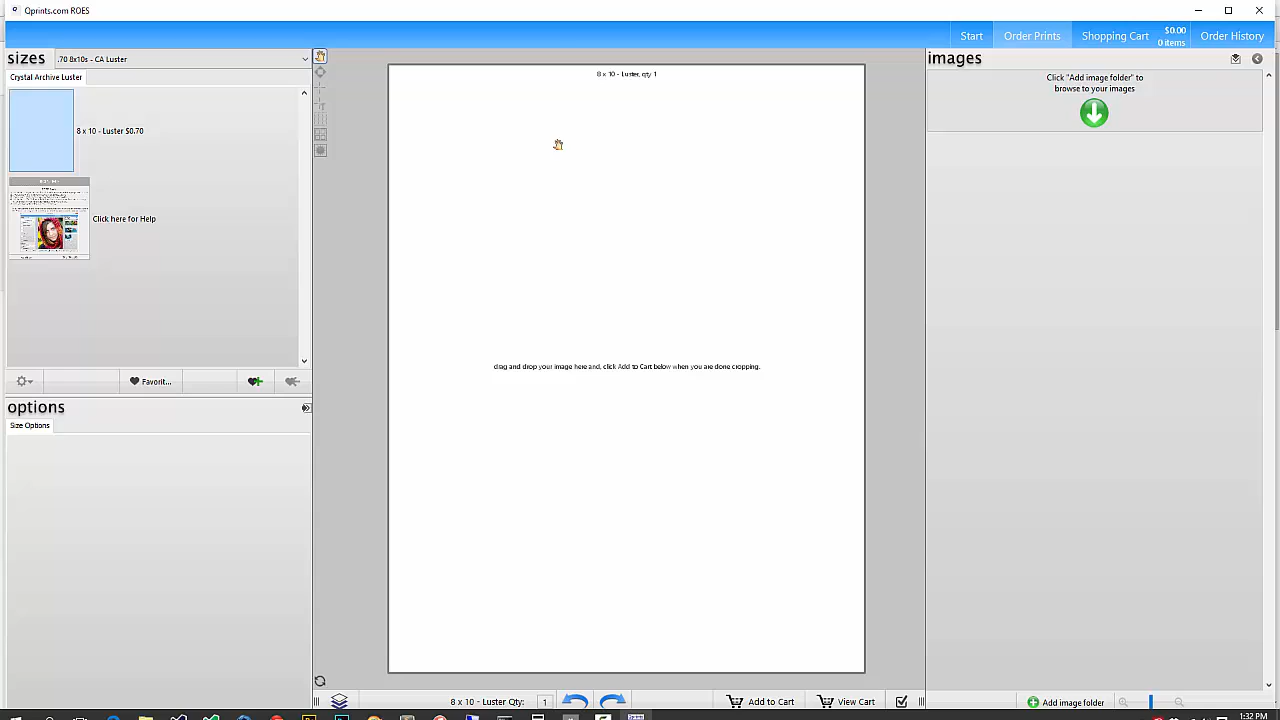 Qprints.com ROES
Start
Order Prints
Shopping Cart
$0.00
0 items
Order History
sizes
.70 8x10s - CA Luster
Crystal Archive Luster
8 x 10 - Luster $0.70
Click here for Help
Favorit...
options
Size Options
8 x 10 - Luster, qty 1
drag and drop your image here and, click Add to Cart below when you are done cropping.
8 x 10 - Luster Qty:
1
Add to Cart
View Cart
images
Click "Add image folder" to
browse to your images
Add image folder
1:32 PM